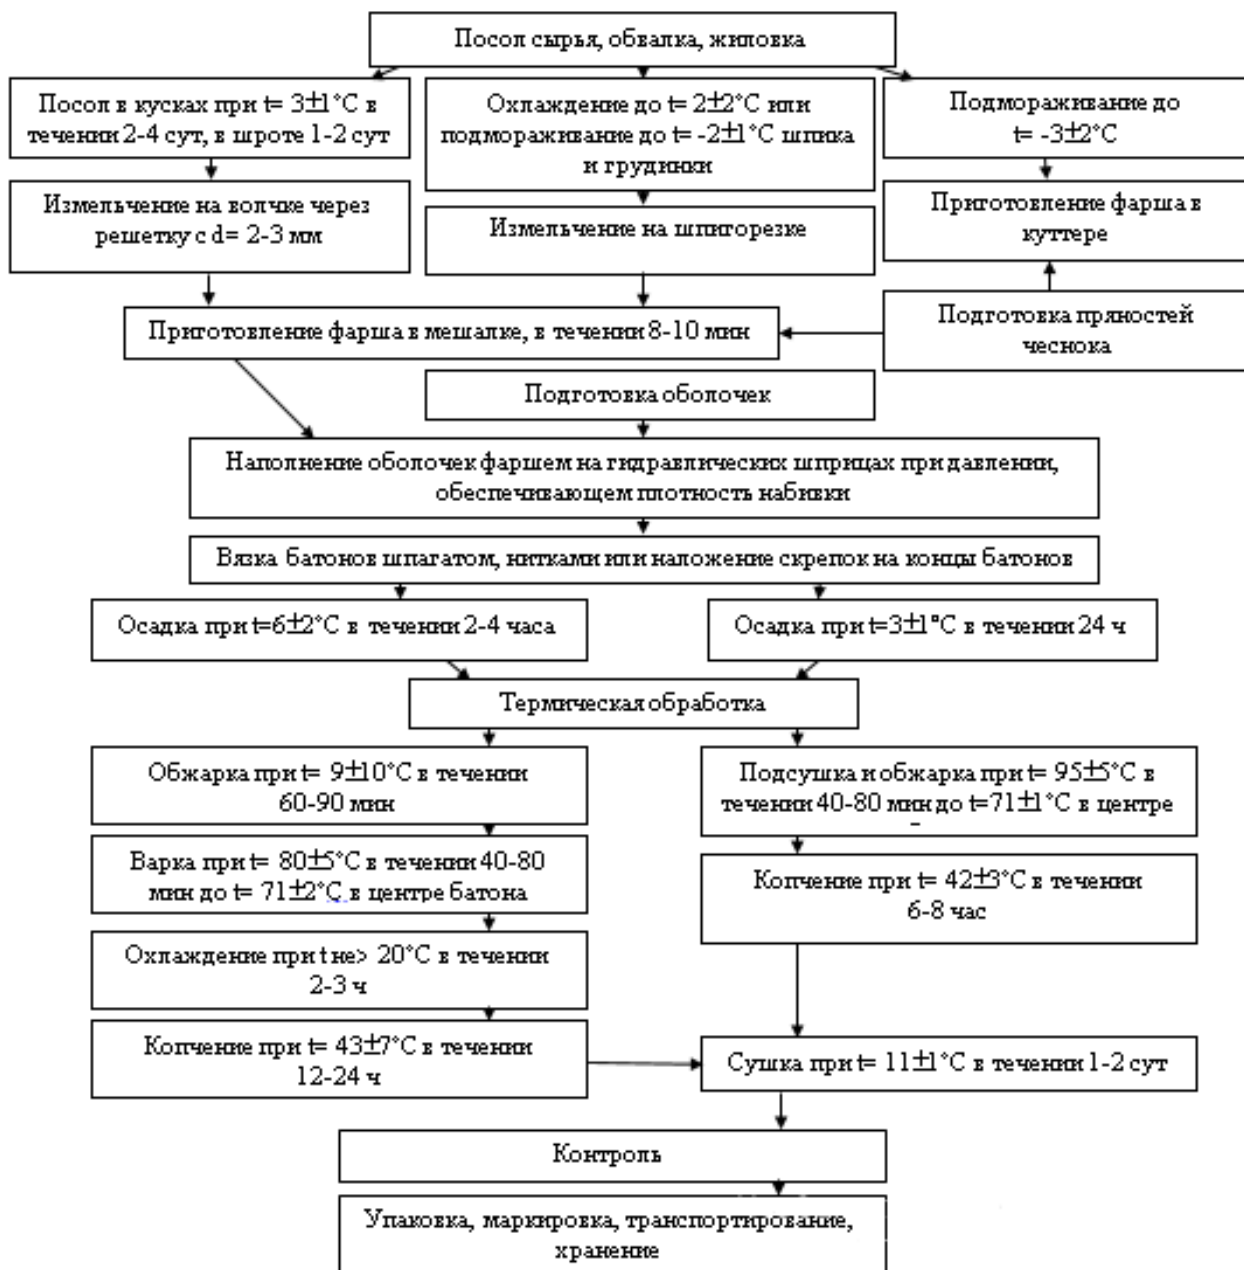 Посол сырья, обвалка, жиловка
Посол в кусках при t= 3±1°С в
течении 2-4 сут, в шроте 1-2 сут
Охлаждение до t= 2±2°С или
подмораживание до t= -2±1°С шпика
и грудинки
Подмораживание до
t= -3±2°С
Измельчение на волчке через
решетку с d= 2-3 мм
Измельчение на шпигорезке
Приготовление фарша в
куттере
Приготовление фарша в мешалке, в течении 8-10 мин
Подготовка пряностей
чеснока
Подготовка оболочек
Наполнение оболочек фаршем на гидравлических шприцах при давлении,
обеспечивающем плотность набивки
Вязка батонов шпагатом, нитками или наложение скрепок на концы батонов
Осадка при t=6±2°С в течении 2-4 часа
Осадка при t=3±1°С в течении 24 ч
Термическая обработка
Обжарка при t= 9±10°С в течении
60-90 мин
Подсушка и обжарка при t= 95±5°С в
течении 40-80 мин до t=71±1°С в центре
Варка при t= 80±5°С в течении 40-80
мин до t= 71±2°С в центре батона
Копчение при t= 42±3°С в течении
6-8 час
Охлаждение при t не> 20°С в течении
2-3 ч
Копчение при t= 43±7°С в течении
12-24 ч
Сушка при t= 11±1°С в течении 1-2 сут
Контроль
Упаковка, маркировка, транспортирование,
хранение